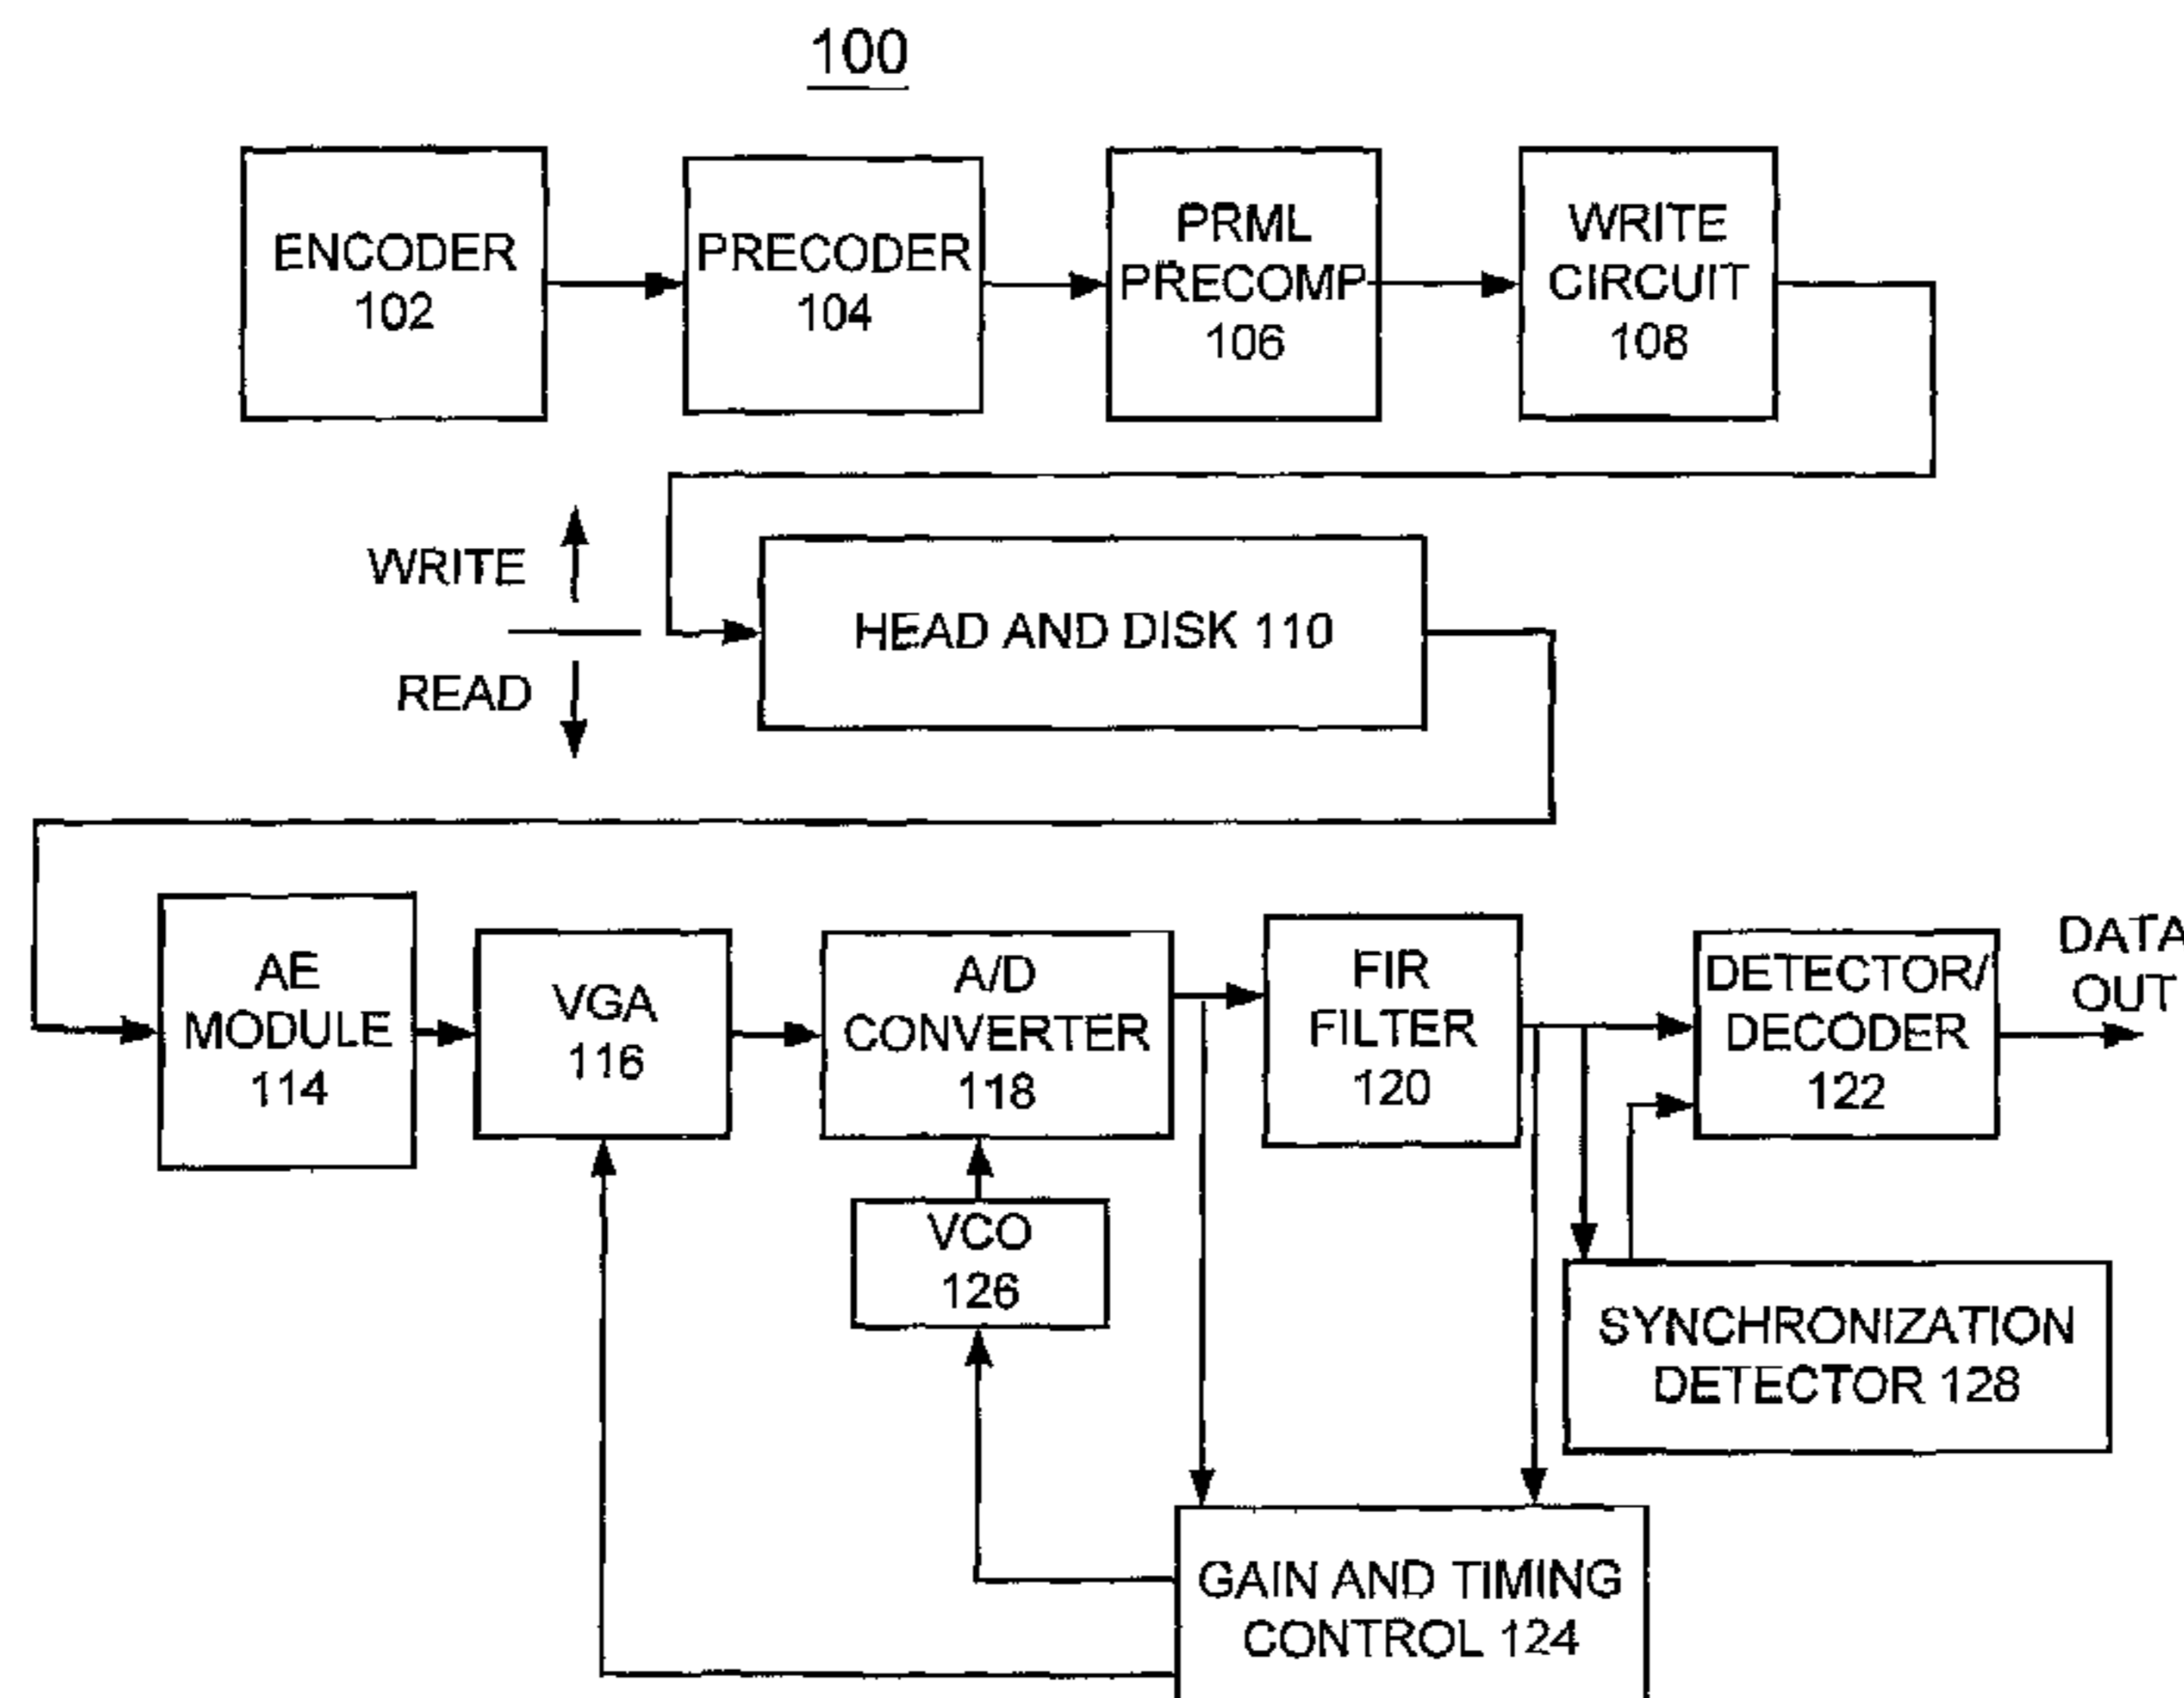 100
ENCODER
102
PRECODER
104
PRML
PRECOMP
106
WRITE
CIRCUIT
108
WRITE
READ
HEAD AND DISK 110
AE
MODULE
114
VGA
116
A/D
CONVERTER
118
FIR
FILTER
120
DETECTOR/
DECODER
122
DATA
OUT
VCO
126
SYNCHRONIZATION
DETECTOR 128
GAIN AND TIMING
CONTROL 124